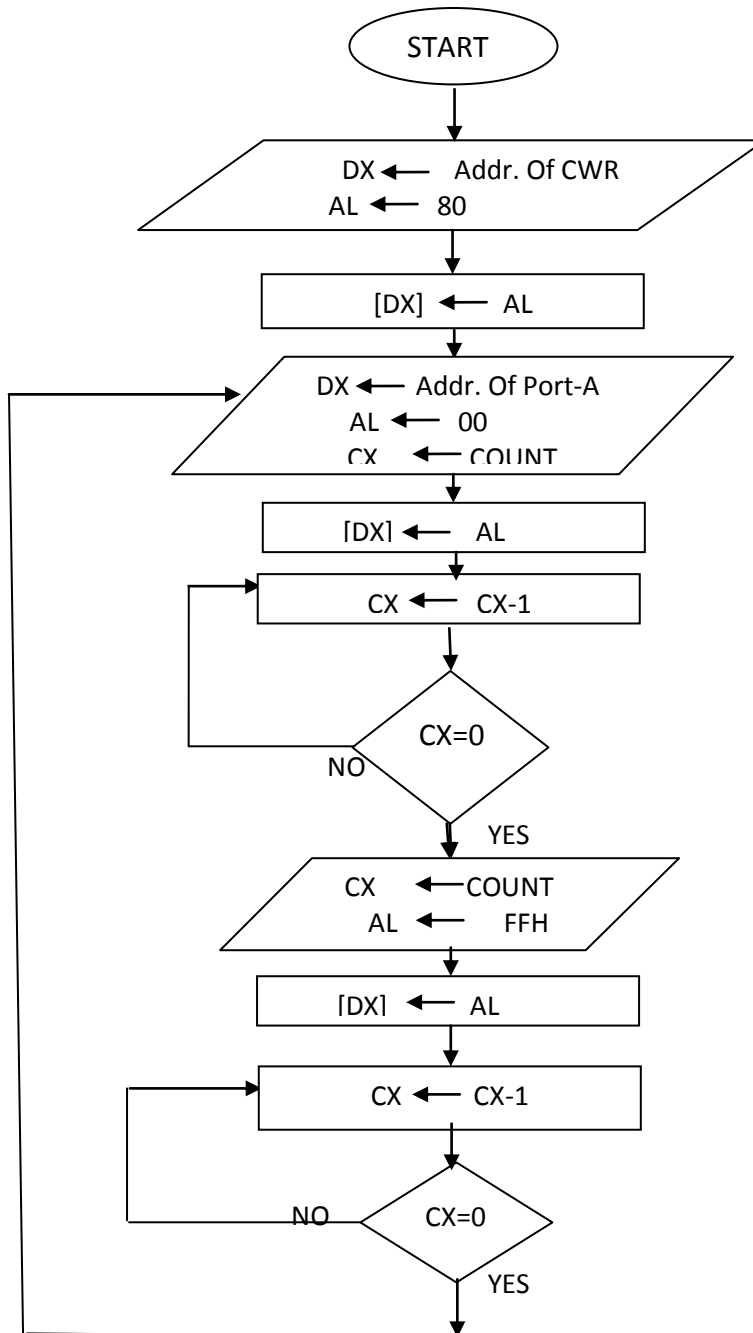 START
DX ← Addr. Of CWR
AL ← 80
[DX] ← AL
DX ← Addr. Of Port-A
AL ← 00
CX ← COUNT
[DX] ← AL
CX ← CX-1
CX=0
NO
YES
CX ← COUNT
AL ← FFH
[DX] ← AL
CX ← CX-1
NO CX=0
YES